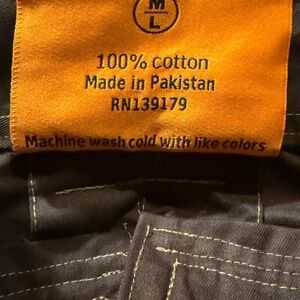 M
L
100% cotton
Made in Pakistan
RN139179
Machine wash cold with like colors